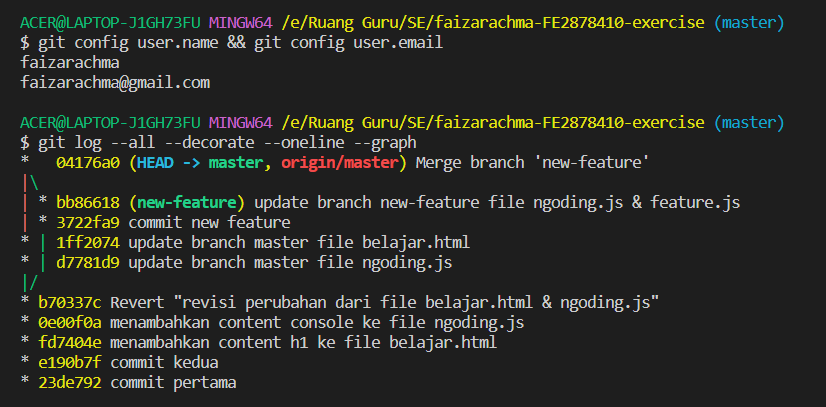 ACER@LAPTOP-J1GH73FU MINGW64 /e/Ruang Guru/SE/faizarachma-FE2878410-exercise (master)
$ git config user.name && git config user.email
faizarachma
faizarachma@gmail.com

ACER@LAPTOP-J1GH73FU MINGW64 /e/Ruang Guru/SE/faizarachma-FE2878410-exercise (master)
$ git log --all --decorate --oneline --graph
*   04176a0 (HEAD -> master, origin/master) Merge branch 'new-feature'
|\
| * bb86618 (new-feature) update branch new-feature file ngoding.js & feature.js
| * 3722fa9 commit new feature
* | 1ff2074 update branch master file belajar.html
* | d7781d9 update branch master file ngoding.js
|/
* b70337c Revert "revisi perubahan dari file belajar.html & ngoding.js"
* 0e00f0a menambahkan content console ke file ngoding.js
* fd7404e menambahkan content h1 ke file belajar.html
* e190b7f commit kedua
* 23de792 commit pertama